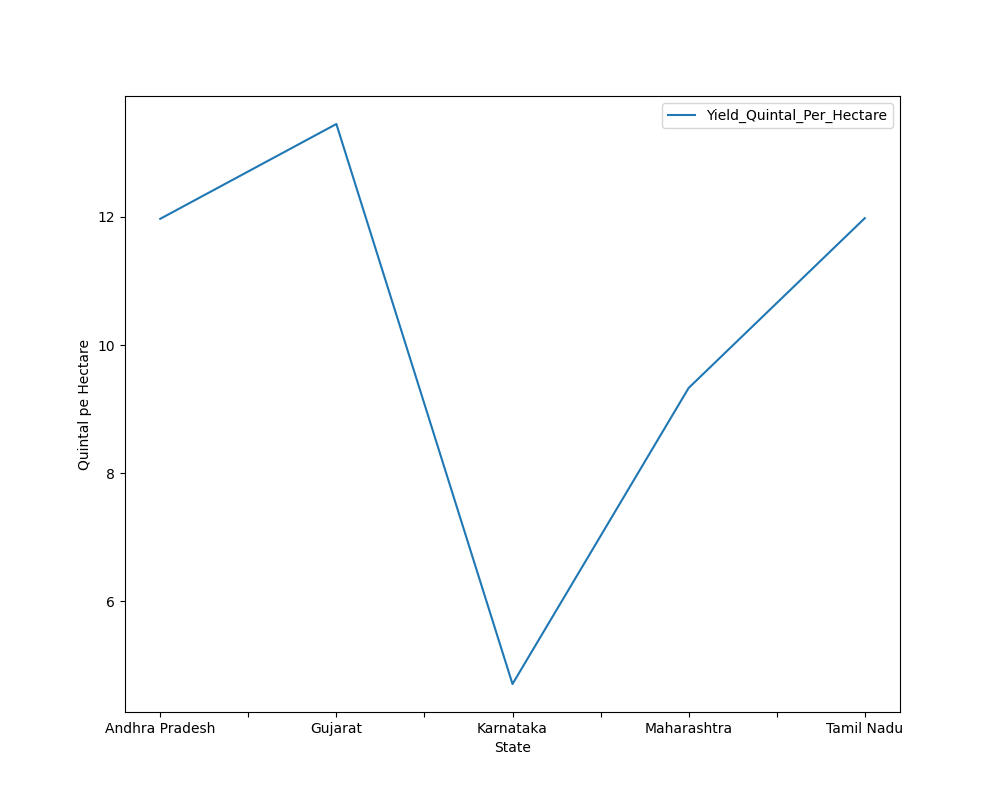 Yield_Quintal_Per_Hectare
12
10
8
6
Quintal pe Hectare
Andhra Pradesh Gujarat Karnataka Maharashtra Tamil Nadu
State